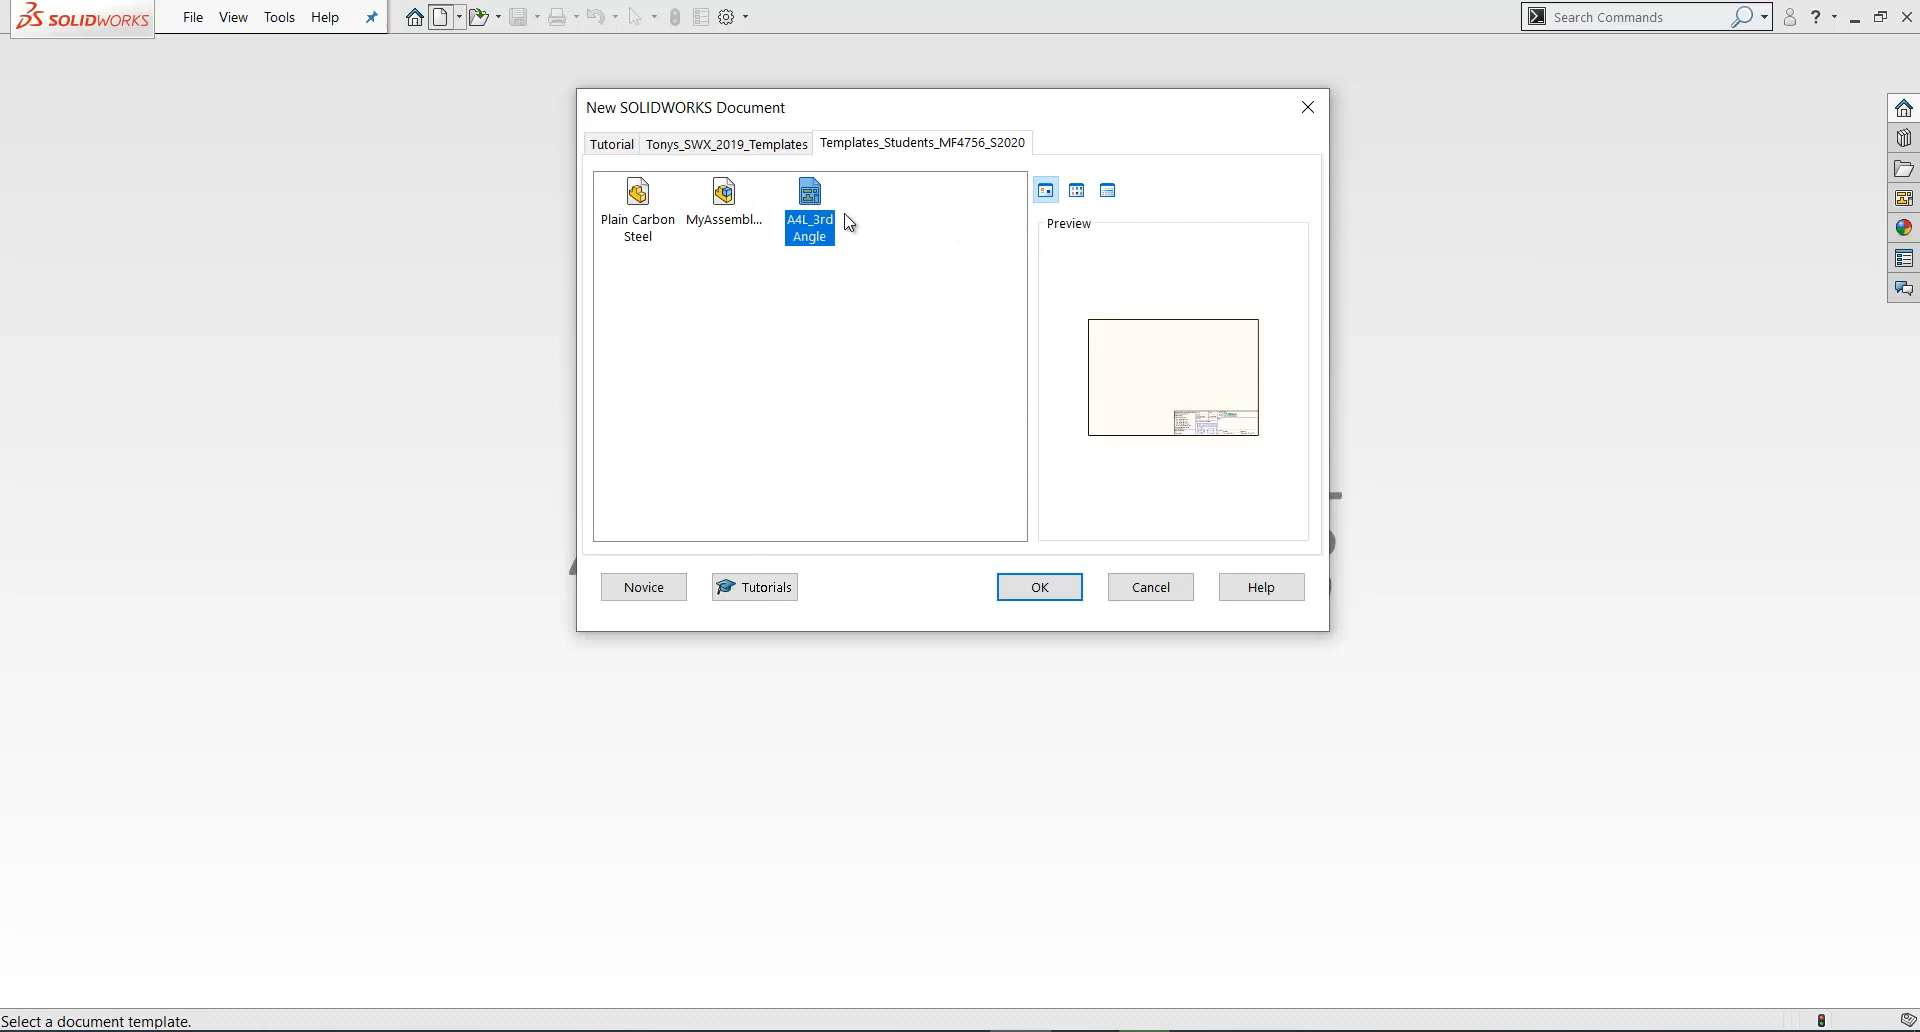 SOLIDWORKS File View Tools Help Search Commands ?
New SOLIDWORKS Document
Tutorial Tonys_SWX_2019_Templates Templates_Students_MF4756_S2020
Plain Carbon
Steel
MyAssembl...
A4L_3rd
Angle
Preview
Novice Tutorials OK Cancel Help
Select a document template.